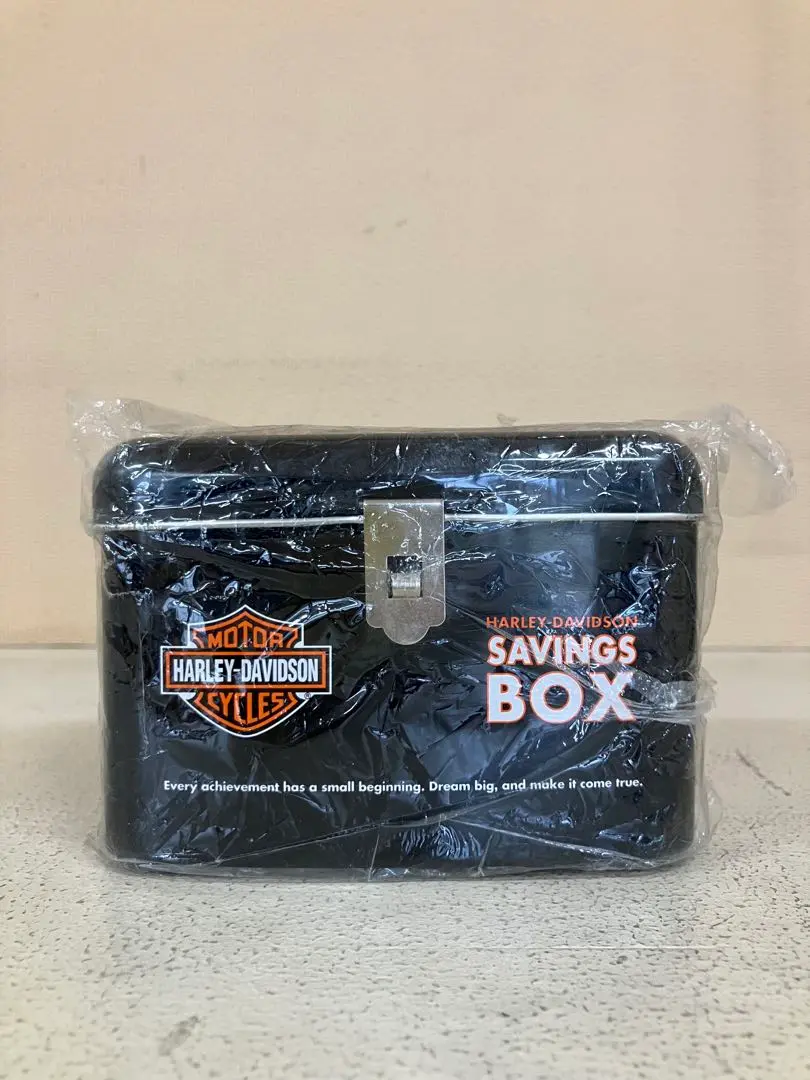 MOTOR
HARLEY-DAVIDSON
CYCLES
HARLEY-DAVIDSON
SAVINGS
BOX
Every achievement has a small beginning. Dream big, and make it come true.